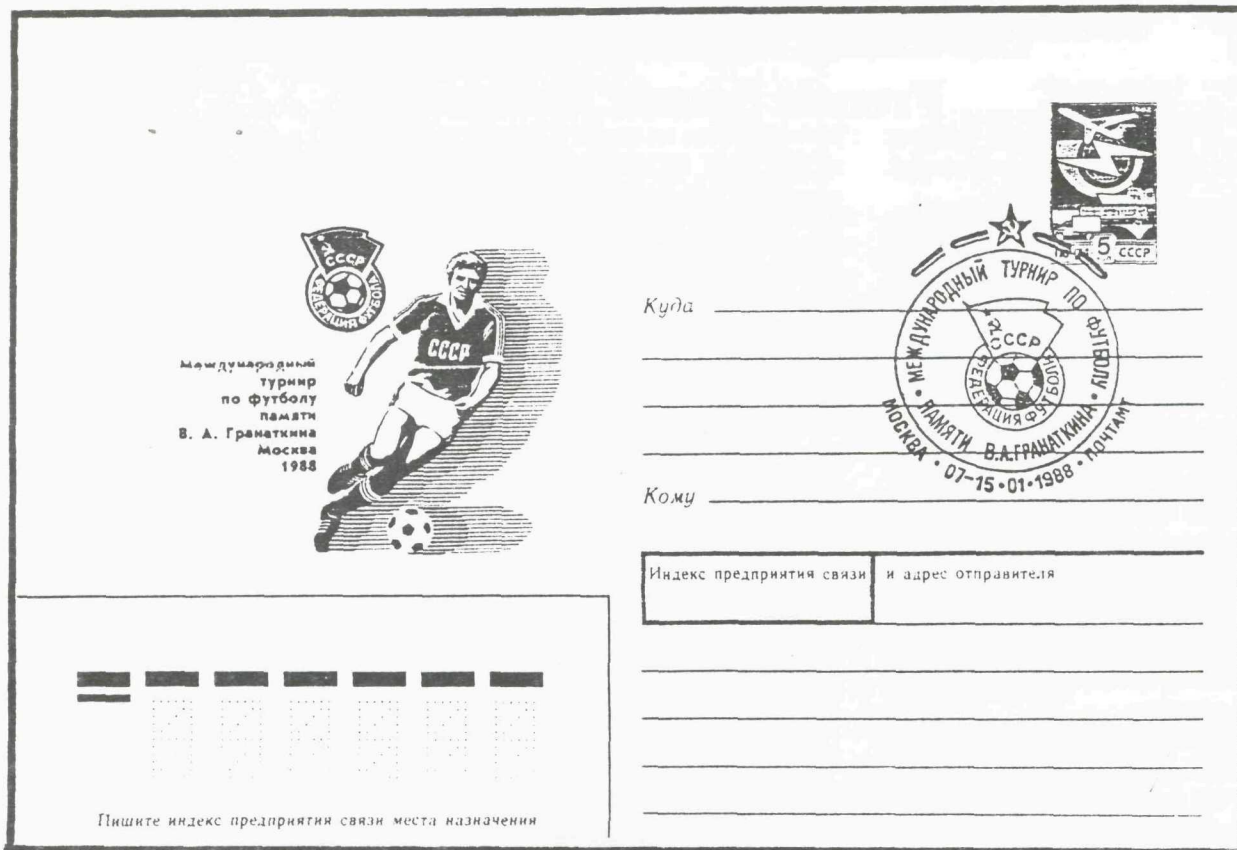 СССР
ФЕДЕРАЦИЯ ФУТБОЛА
СССР
Международный
турнир
по футболу
памяти
В. А. Гранаткина
Москва
1988
5 СССР
МЕЖДУНАРОДНЫЙ ТУРНИР ПО ФУТБОЛУ
СССР
ФЕДЕРАЦИЯ ФУТБОЛА
ПАМЯТИ В.А.ГРАНАТКИНА
МОСКВА • 07-15•01•1988 • ПОЧТАМТ
Куда
Кому
Индекс предприятия связи и адрес отправителя
Пишите индекс предприятия связи места назначения